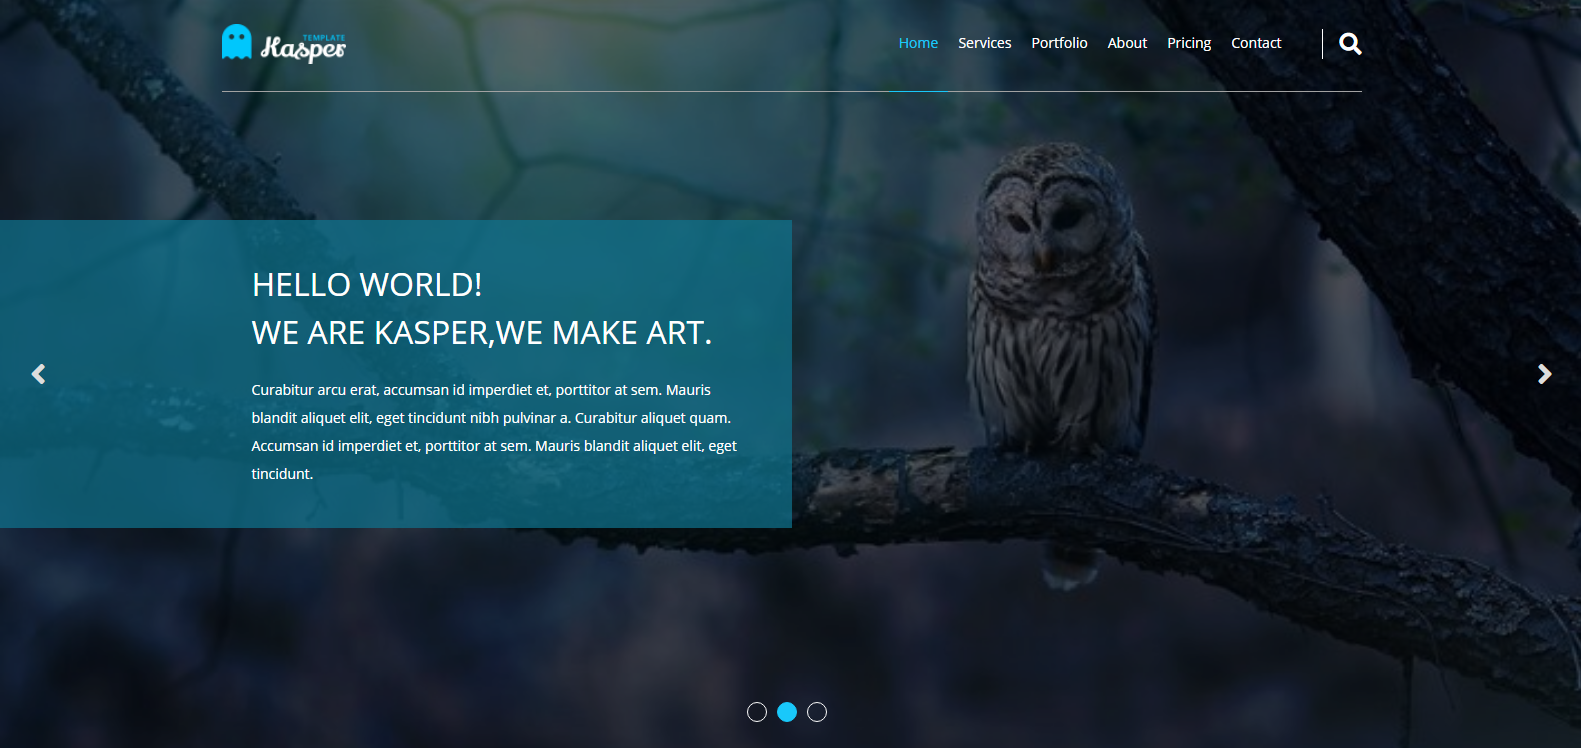 TEMPLATE
Kasper
Home Services Portfolio About Pricing Contact
HELLO WORLD!
WE ARE KASPER,WE MAKE ART.
Curabitur arcu erat, accumsan id imperdiet et, porttitor at sem. Mauris
blandit aliquet elit, eget tincidunt nibh pulvinar a. Curabitur aliquet quam.
Accumsan id imperdiet et, porttitor at sem. Mauris blandit aliquet elit, eget
tincidunt.